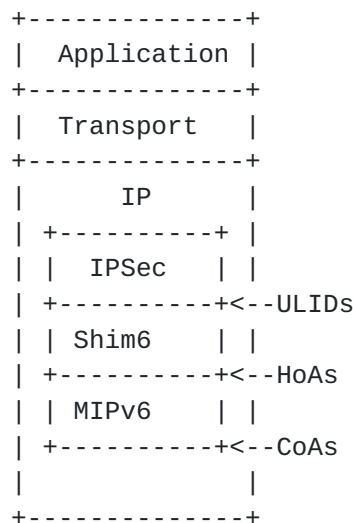 Application
Transport
IP
IPSec
<--ULIDs
Shim6
<--HoAs
MIPv6
<--CoAs